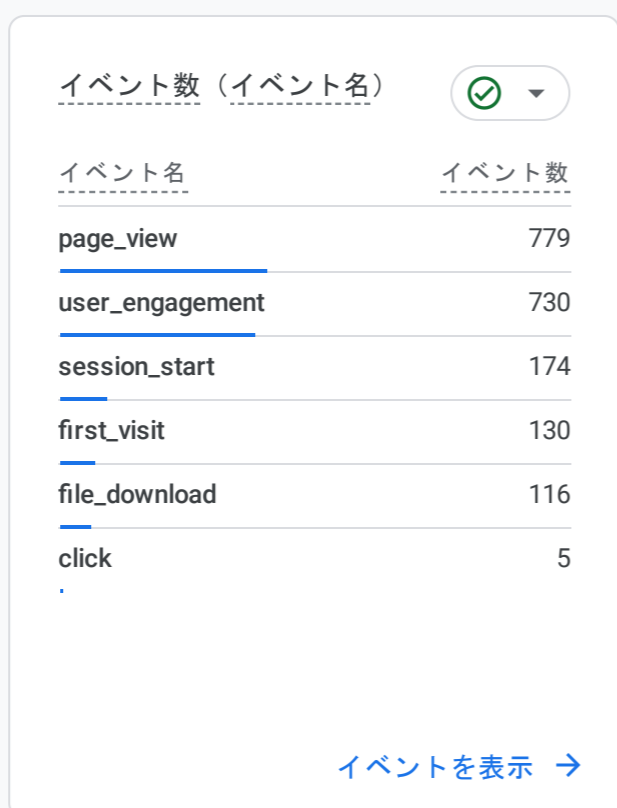 イベント数（イベント名）
イベント名 イベント数
page_view 779
user_engagement 730
session_start 174
first_visit 130
file_download 116
click 5
イベントを表示 →